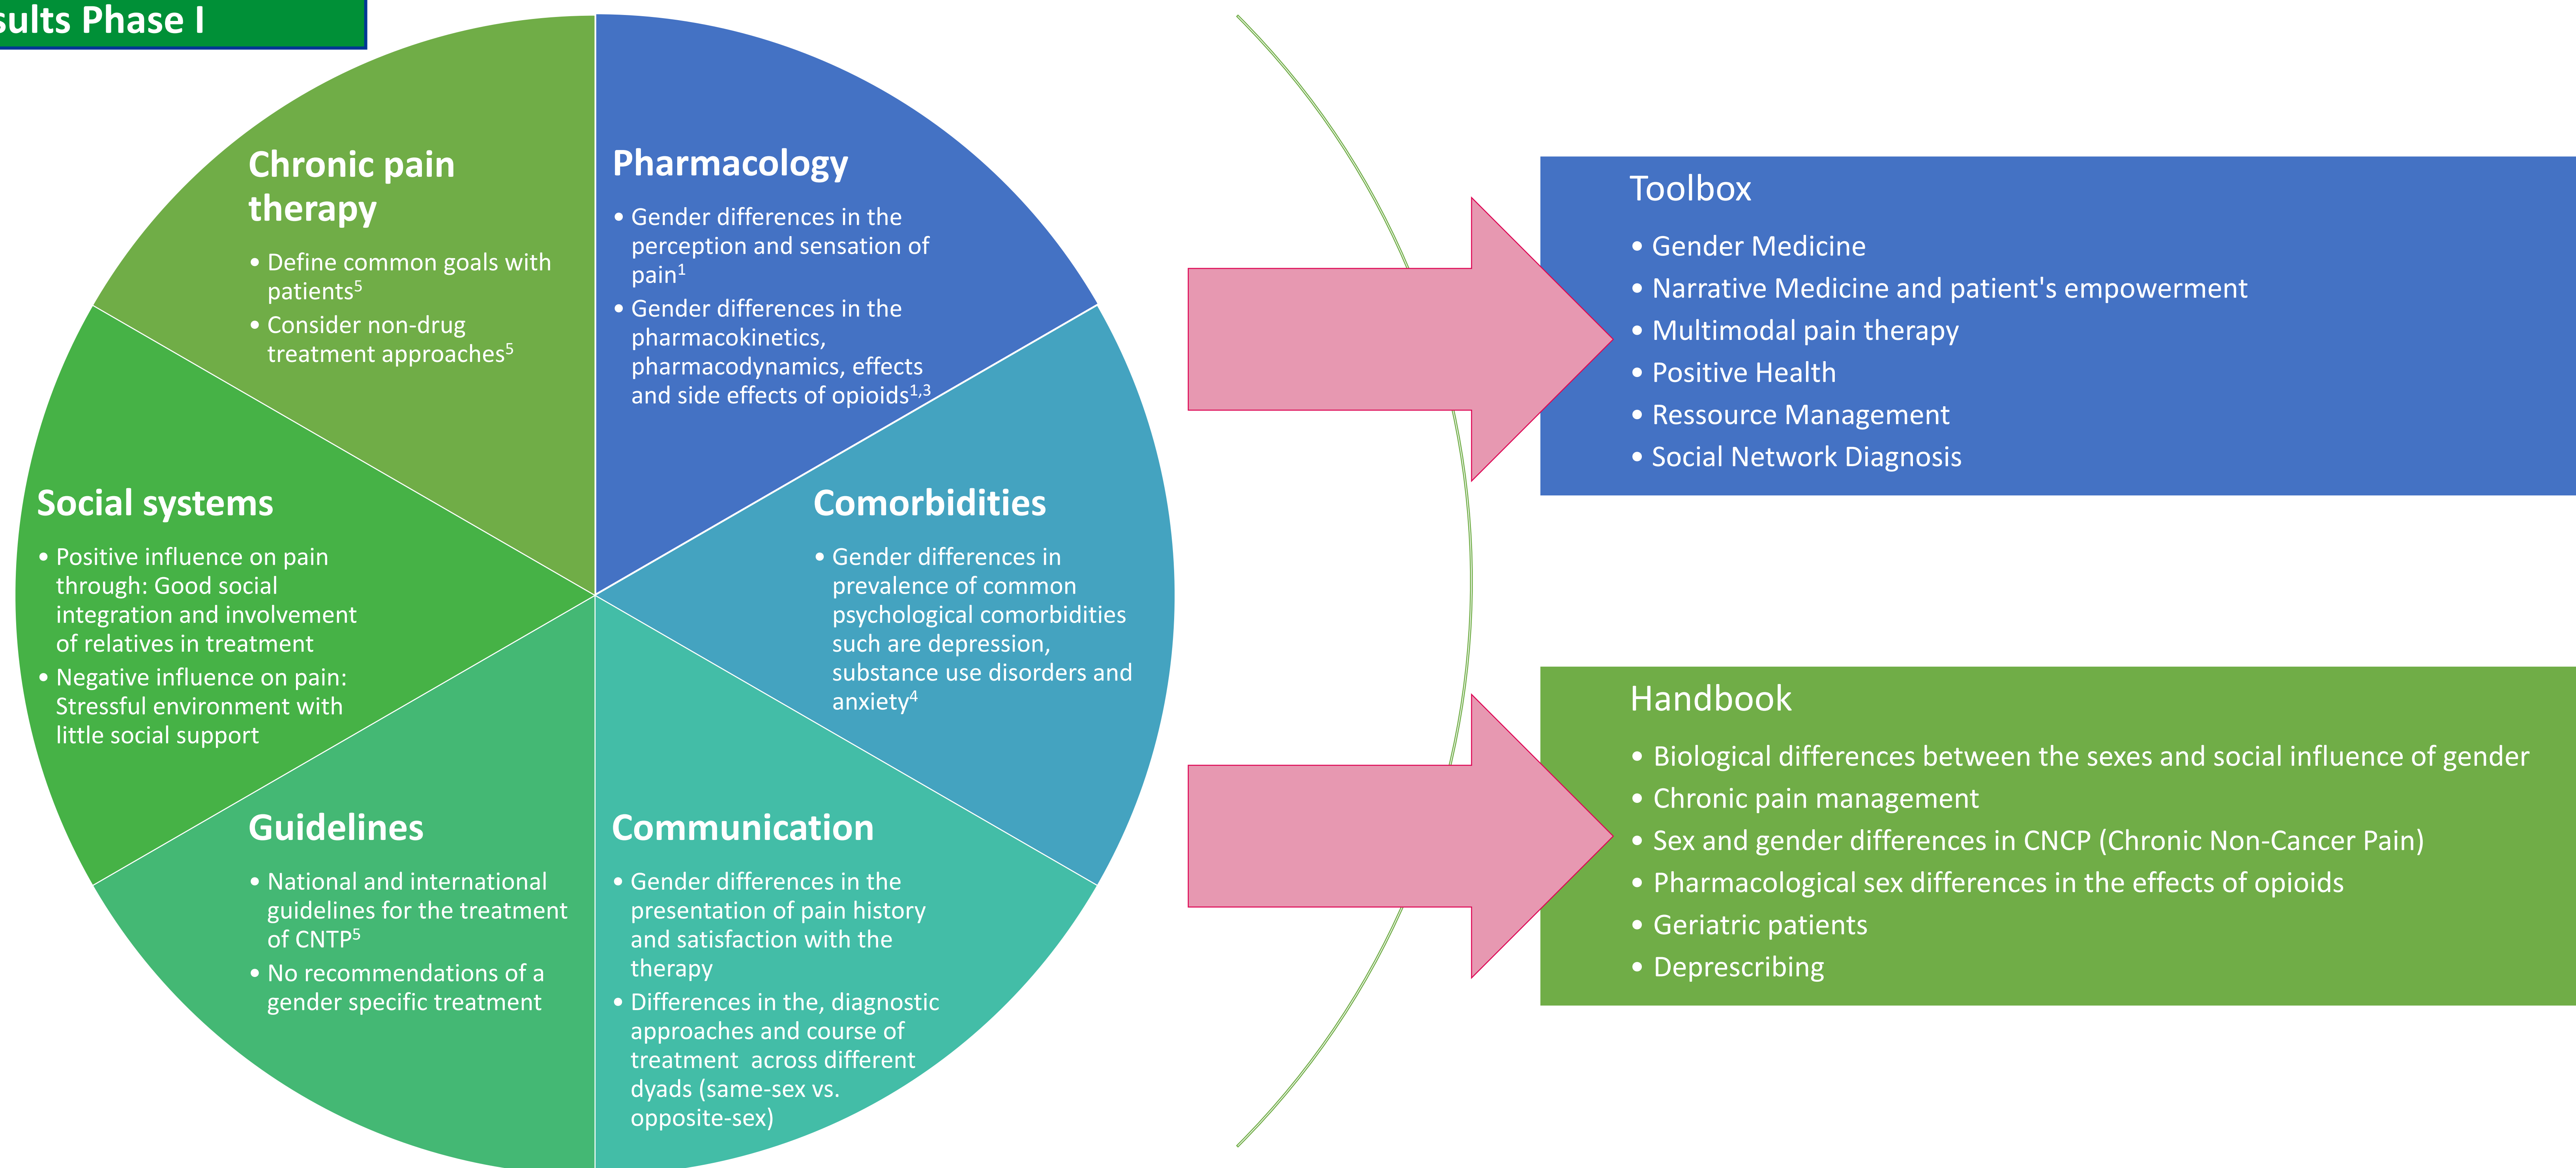 sults Phase I
Chronic pain
therapy
• Define common goals with
patients⁵
• Consider non-drug
treatment approaches⁵
Pharmacology
• Gender differences in the
perception and sensation of
pain¹
• Gender differences in the
pharmacokinetics,
pharmacodynamics, effects
and side effects of opioids¹,³
Social systems
• Positive influence on pain
through: Good social
integration and involvement
of relatives in treatment
• Negative influence on pain:
Stressful environment with
little social support
Comorbidities
• Gender differences in
prevalence of common
psychological comorbidities
such are depression,
substance use disorders and
anxiety⁴
Guidelines
• National and international
guidelines for the treatment
of CNTP⁵
• No recommendations of a
gender specific treatment
Communication
• Gender differences in the
presentation of pain history
and satisfaction with the
therapy
• Differences in the, diagnostic
approaches and course of
treatment  across different
dyads (same-sex vs.
opposite-sex)
Toolbox
• Gender Medicine
• Narrative Medicine and patient's empowerment
• Multimodal pain therapy
• Positive Health
• Ressource Management
• Social Network Diagnosis
Handbook
• Biological differences between the sexes and social influence of gender
• Chronic pain management
• Sex and gender differences in CNCP (Chronic Non-Cancer Pain)
• Pharmacological sex differences in the effects of opioids
• Geriatric patients
• Deprescribing